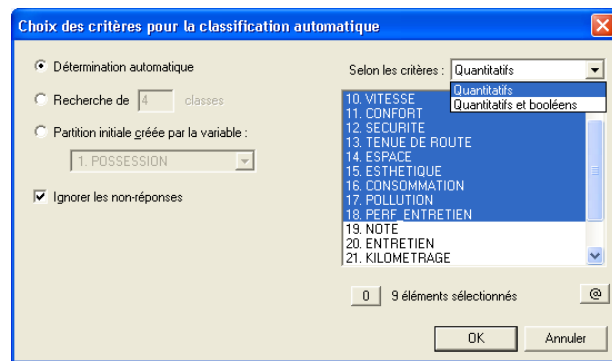 Choix des critères pour la classification automatique
Détermination automatique
Recherche de 4 classes
Partition initiale créée par la variable :
1. POSSESSION
Ignorer les non-réponses
Selon les critères : Quantitatifs
Quantitatifs
Quantitatifs et booléens
10. VITESSE
11. CONFORT
12. SECURITE
13. TENUE DE ROUTE
14. ESPACE
15. ESTHETIQUE
16. CONSOMMATION
17. POLLUTION
18. PERF_ENTRETIEN
19. NOTE
20. ENTRETIEN
21. KILOMETRAGE
0 9 éléments sélectionnés @
OK Annuler